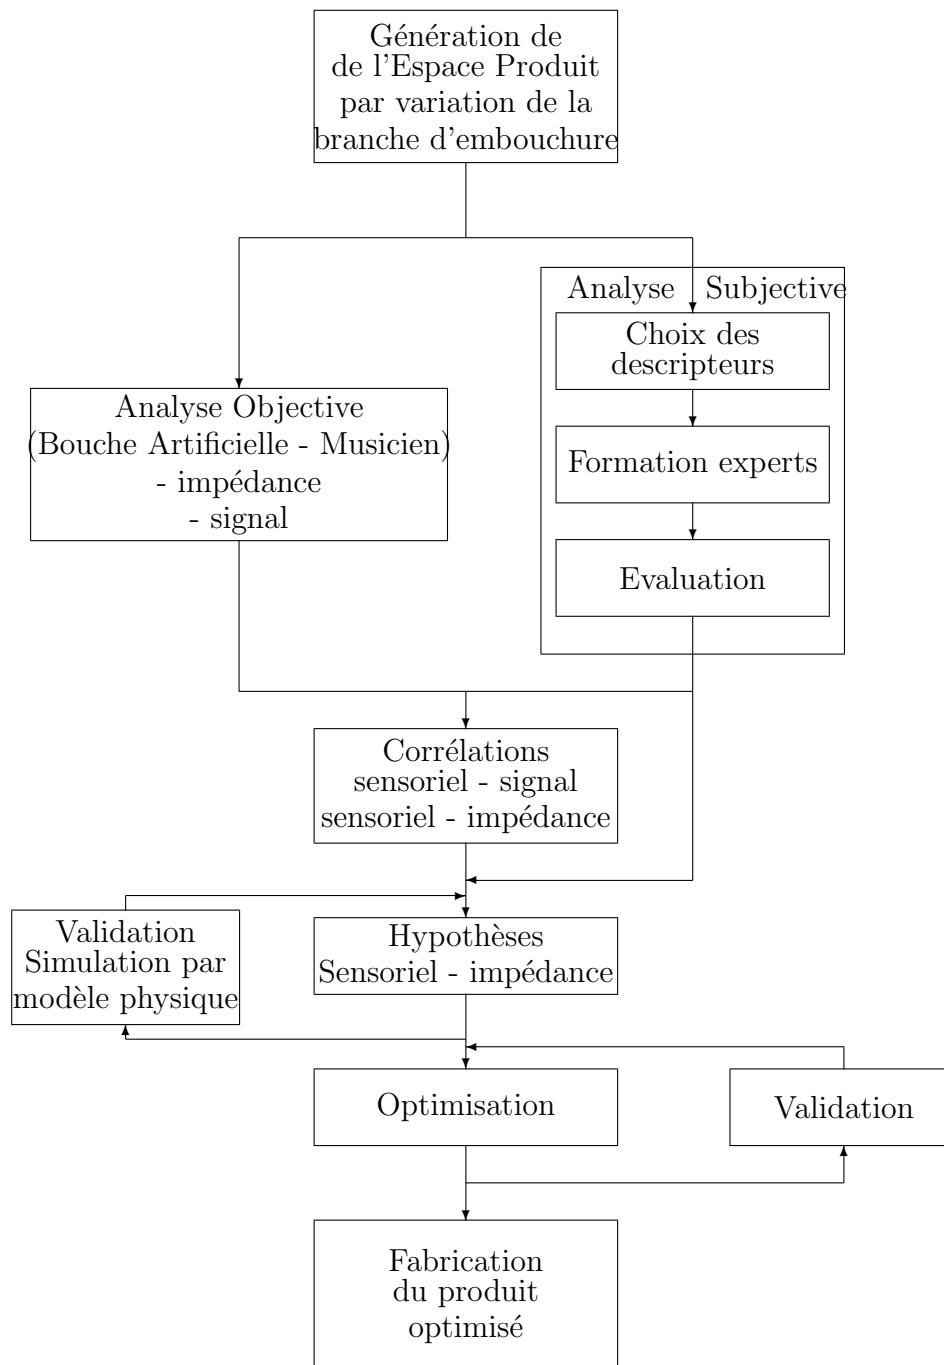 Génération de
de l'Espace Produit
par variation de la
branche d'embouchure
Analyse Subjective
Choix des
descripteurs
Formation experts
Evaluation
Analyse Objective
(Bouche Artificielle - Musicien)
- impédance
- signal
Corrélations
sensoriel - signal
sensoriel - impédance
Validation
Simulation par
modèle physique
Hypothèses
Sensoriel - impédance
Optimisation
Validation
Fabrication
du produit
optimisé